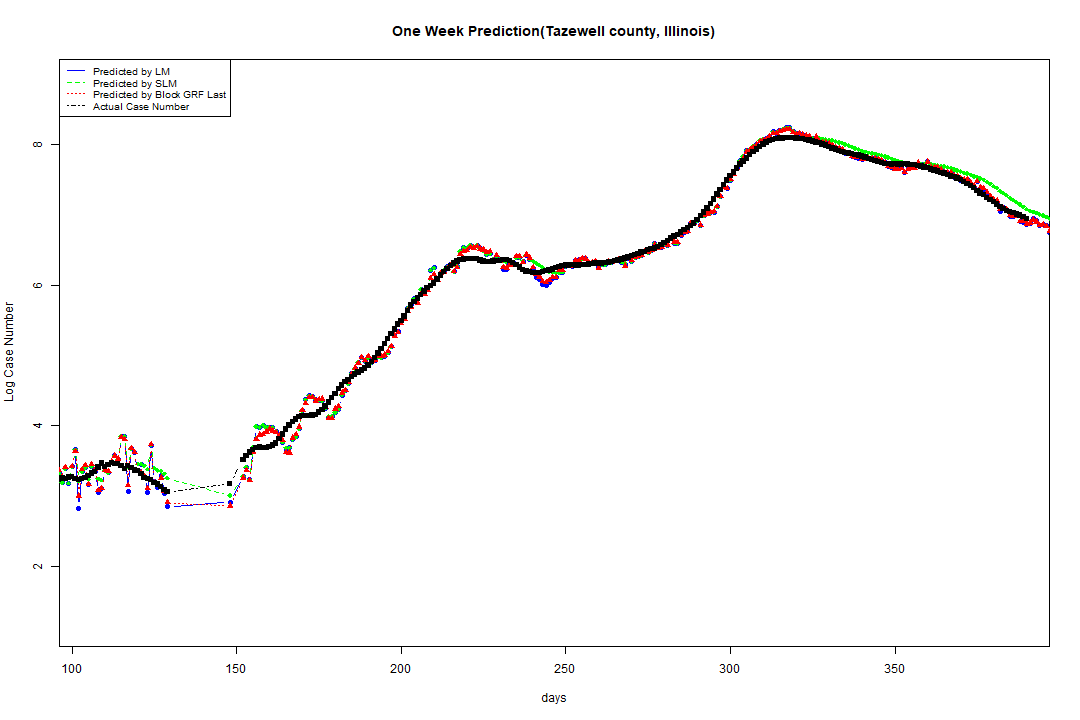 One Week Prediction(Tazewell county, Illinois)
Predicted by LM
Predicted by SLM
Predicted by Block GRF Last
Actual Case Number
Log Case Number
8
6
4
2
100 150 200 250 300 350
days